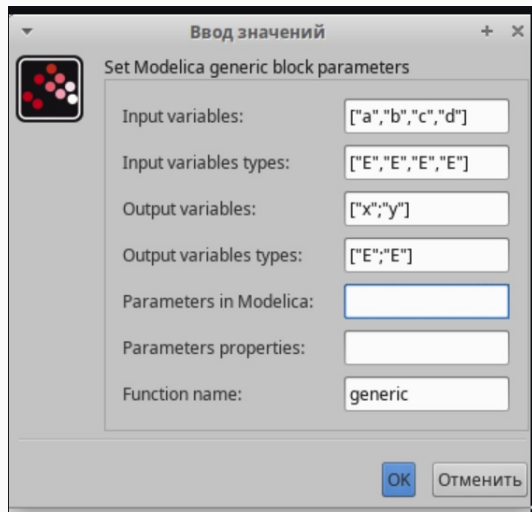 Ввод значений
Set Modelica generic block parameters
Input variables: ["a","b","c","d"]
Input variables types: ["E","E","E","E"]
Output variables: ["x";"y"]
Output variables types: ["E";"E"]
Parameters in Modelica:
Parameters properties:
Function name: generic
OK Отменить